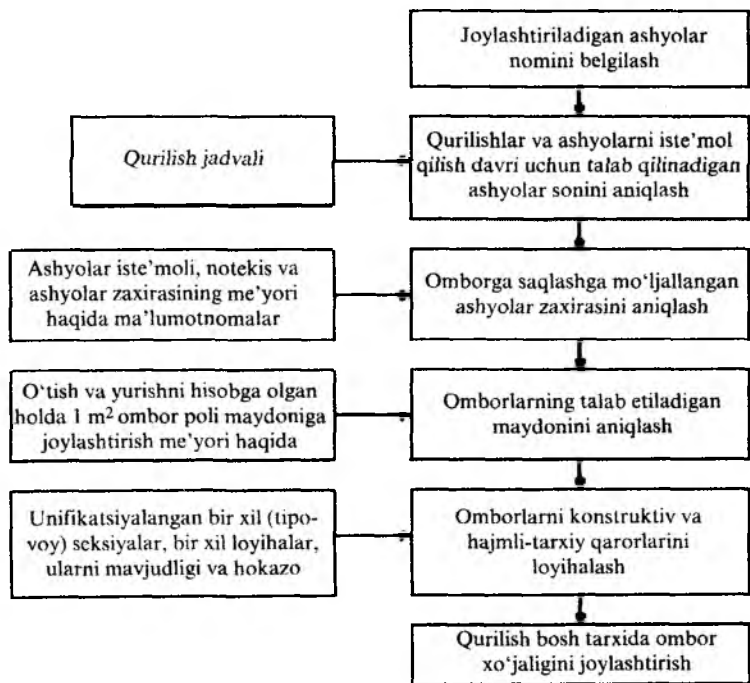 Joylashtiriladigan ashyolar
nomini belgilash
Qurilish jadvali
Qurilishlar va ashyolarni iste'mol
qilish davri uchun talab qilinadigan
ashyolar sonini aniqlash
Ashyolar iste'moli, notekis va
ashyolar zaxirasining me'yori
haqida ma'lumotnomalar
Omborga saqlashga mo‘ljallangan
ashyolar zaxirasini aniqlash
O‘tish va yurishni hisobga olgan
holda 1 m² ombor poli maydoniga
joylashtirish me'yori haqida
Omborlarning talab etiladigan
maydonini aniqlash
Unifikatsiyalangan bir xil (tipo-
voy) seksiyalar, bir xil loyihalar,
ularni mavjudligi va hokazo
Omborlarni konstruktiv va
hajmli-tarxiy qarorlarini
loyihalash
Qurilish bosh tarxida ombor
xo‘jaligini joylashtirish